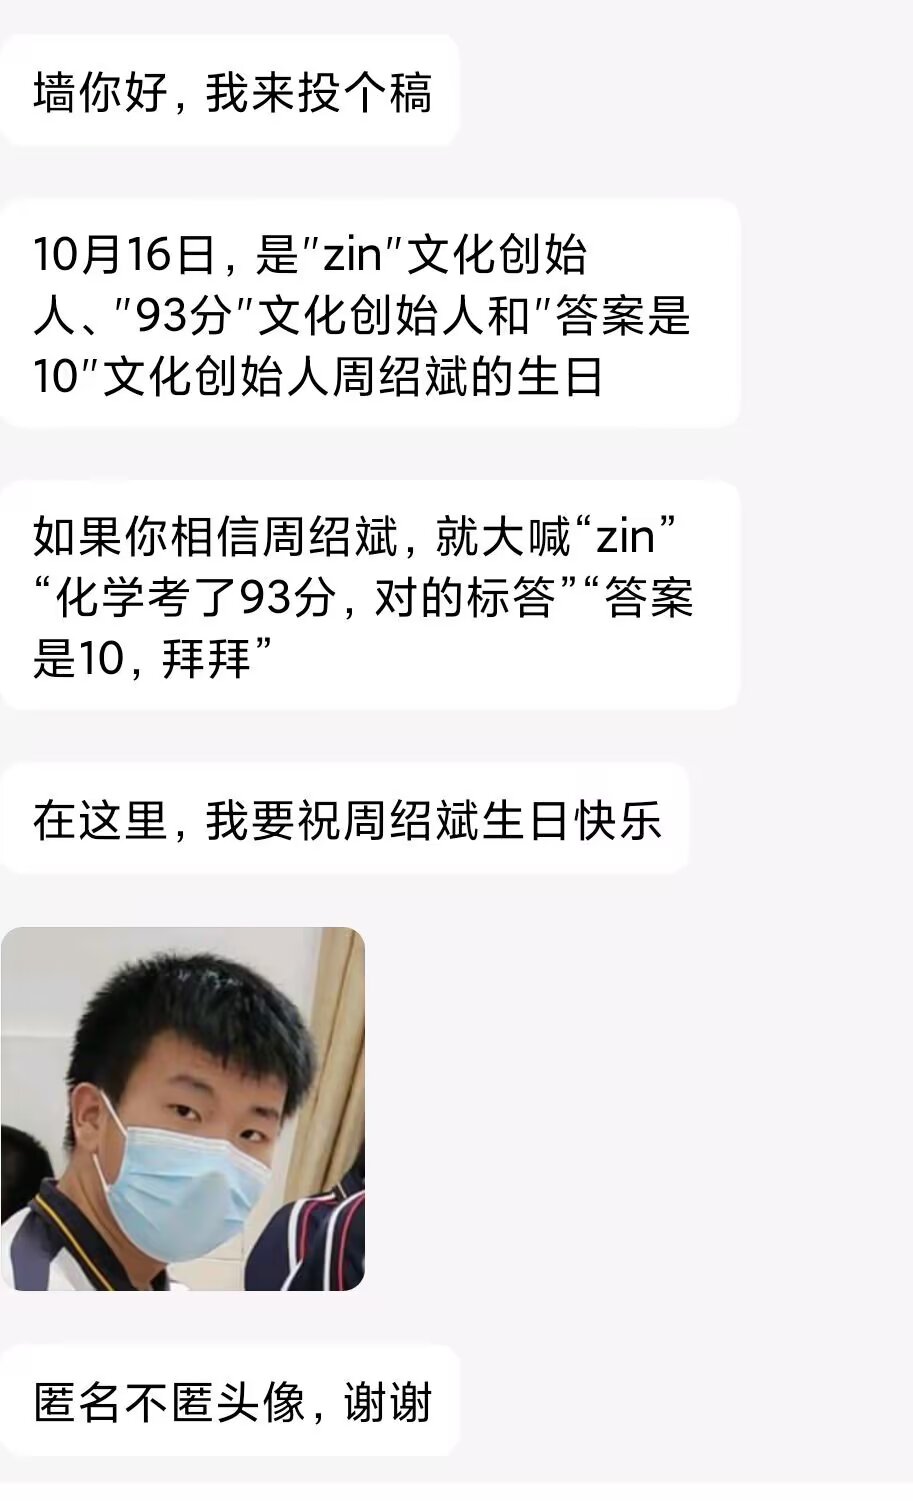 墙你好，我来投个稿
10月16日，是"zin"文化创始
人、"93分"文化创始人和"答案是
10"文化创始人周绍斌的生日
如果你相信周绍斌，就大喊“zin”
“化学考了93分，对的标答”“答案
是10，拜拜”
在这里，我要祝周绍斌生日快乐
匿名不匿头像，谢谢